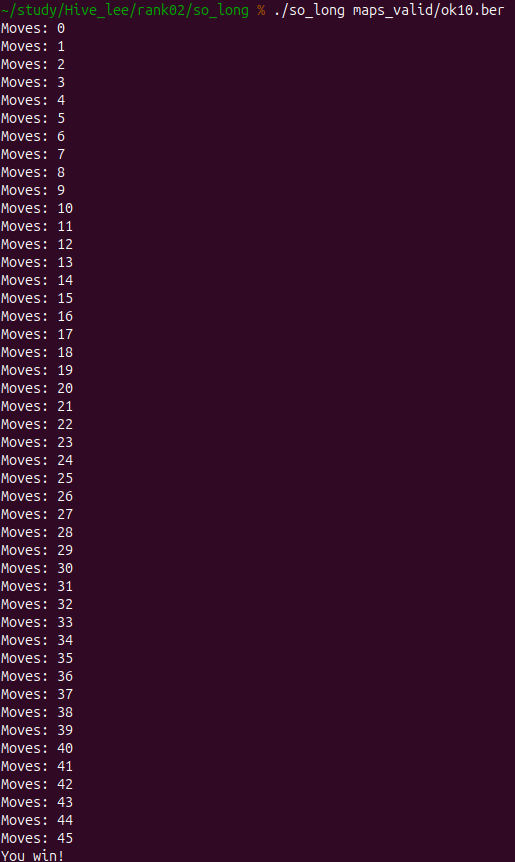 ~/study/Hive_lee/rank02/so_long % ./so_long maps_valid/ok10.ber
Moves: 0
Moves: 1
Moves: 2
Moves: 3
Moves: 4
Moves: 5
Moves: 6
Moves: 7
Moves: 8
Moves: 9
Moves: 10
Moves: 11
Moves: 12
Moves: 13
Moves: 14
Moves: 15
Moves: 16
Moves: 17
Moves: 18
Moves: 19
Moves: 20
Moves: 21
Moves: 22
Moves: 23
Moves: 24
Moves: 25
Moves: 26
Moves: 27
Moves: 28
Moves: 29
Moves: 30
Moves: 31
Moves: 32
Moves: 33
Moves: 34
Moves: 35
Moves: 36
Moves: 37
Moves: 38
Moves: 39
Moves: 40
Moves: 41
Moves: 42
Moves: 43
Moves: 44
Moves: 45
You win!